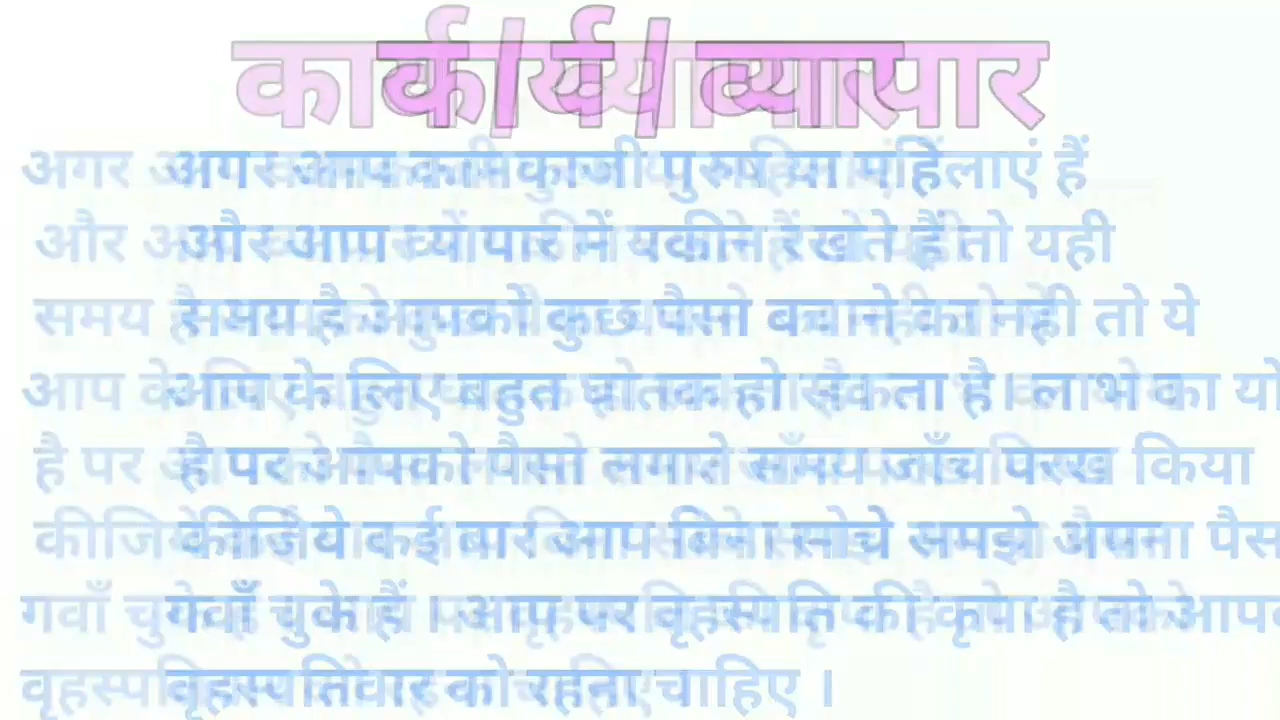 कार्य / व्यापार
अगर आप कामकाजी पुरुष या महिलाएं हैं
और आप व्यापार में यकीन रखते हैं तो यही
समय है आपको कुछ पैसा बचाने का नही तो ये
आप के लिए बहुत घातक हो सकता है । लाभ का यो
है पर आपको पैसा लगाते समय जाँच परख किया
कीजिये कई बार आप बिना सोचे समझे अपना पैस
गवाँ चुके हैं । आप पर वृहस्पति की कृपा है तो आपक
वृहस्पतिवार को रहना चाहिए ।